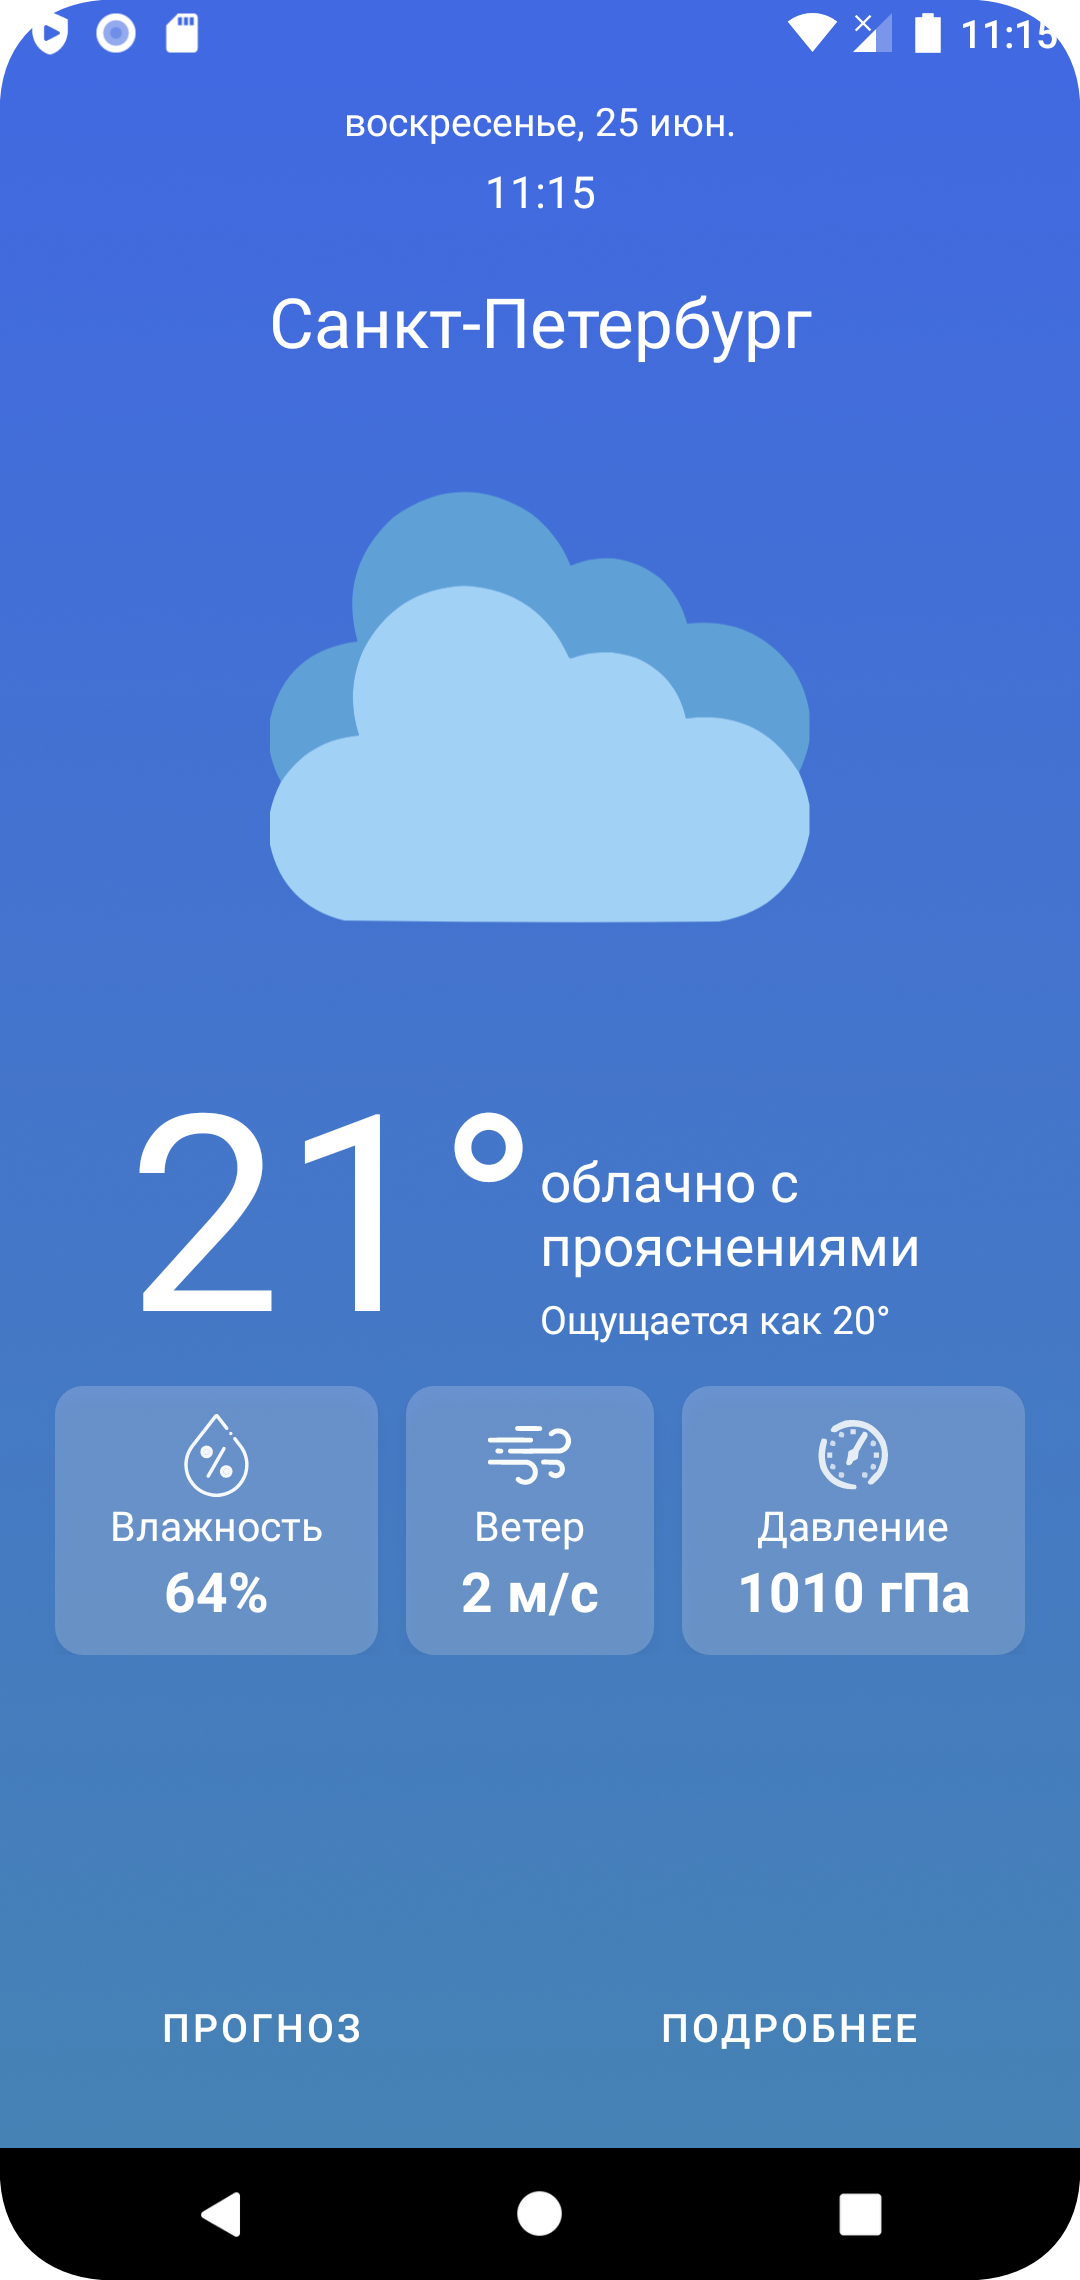 11:15
воскресенье, 25 июн.
11:15
Санкт-Петербург
21°
облачно с
прояснениями
Ощущается как 20°
Влажность
64%
Ветер
2 м/с
Давление
1010 гПа
ПРОГНОЗ
ПОДРОБНЕЕ